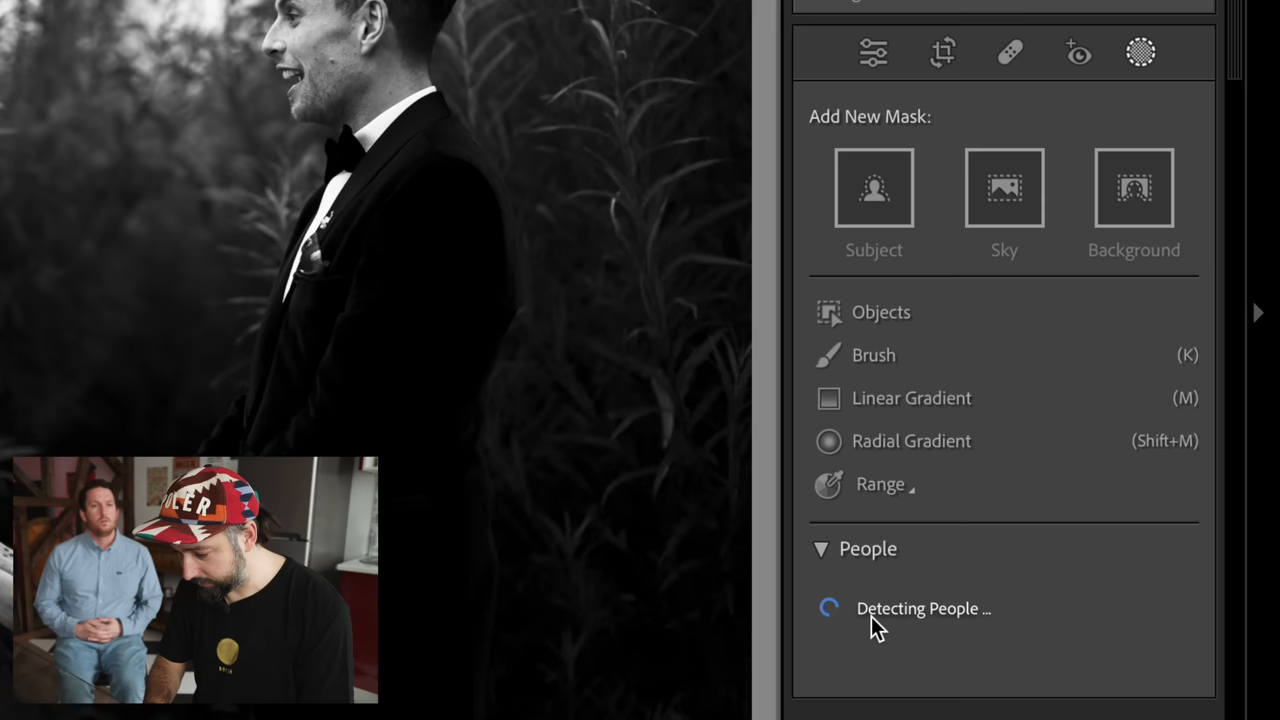 Add New Mask:
Subject
Sky
Background
Objects
Brush (K)
Linear Gradient (M)
Radial Gradient (Shift+M)
Range
People
Detecting People ...